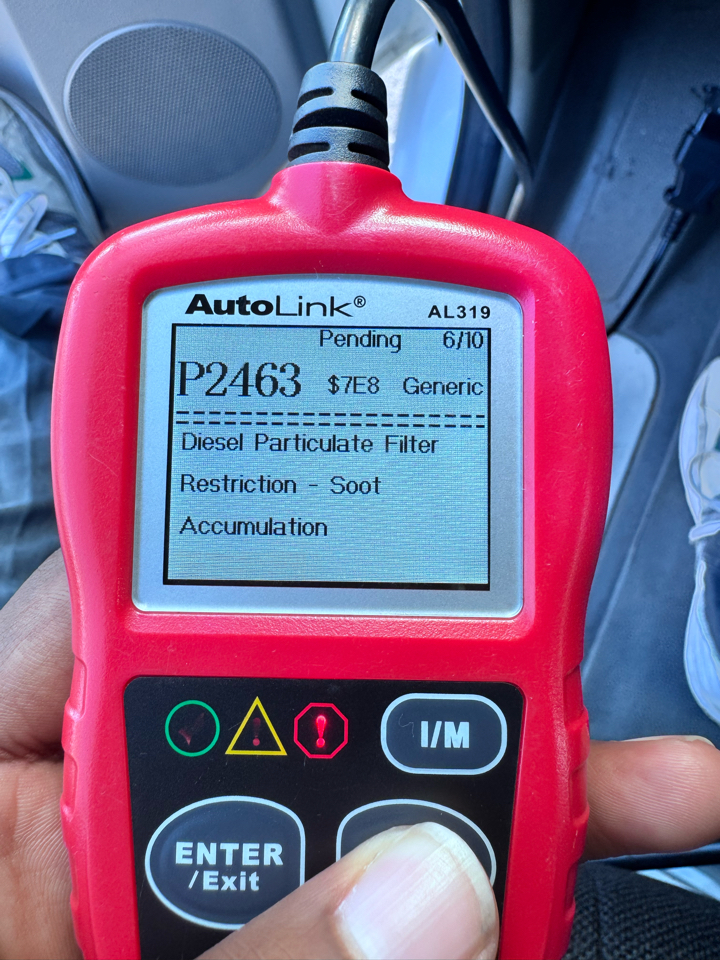 AutoLink® AL319
Pending 6/10
P2463 $7E8 Generic
Diesel Particulate Filter
Restriction - Soot
Accumulation
I/M
ENTER
/Exit